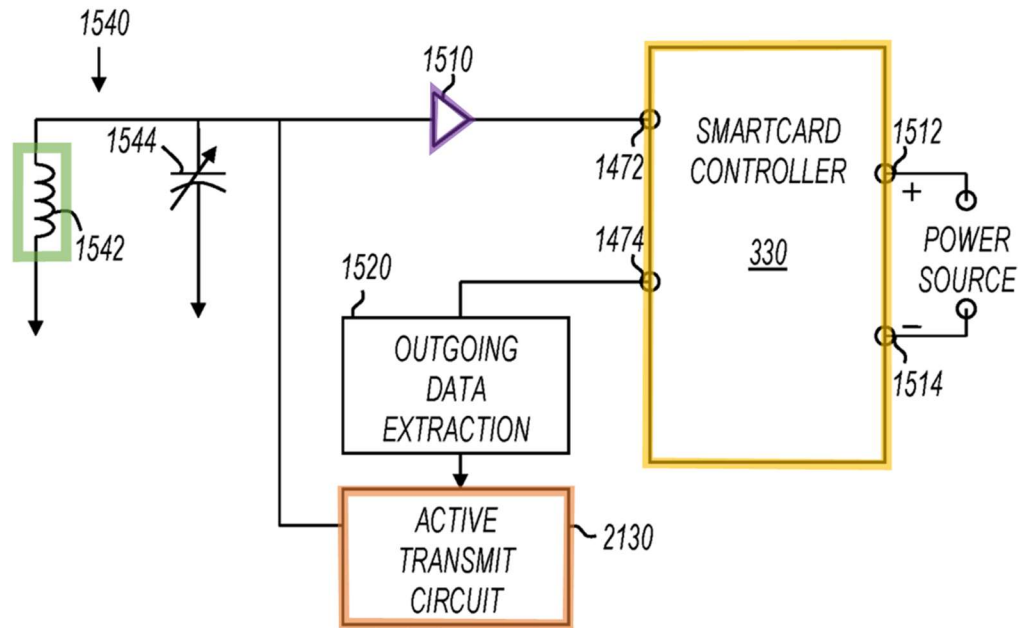 1540
1510
1544
1542
1472
SMARTCARD
CONTROLLER
330
1512
+
POWER
SOURCE
–
1514
1474
1520
OUTGOING
DATA
EXTRACTION
ACTIVE
TRANSMIT
CIRCUIT
2130